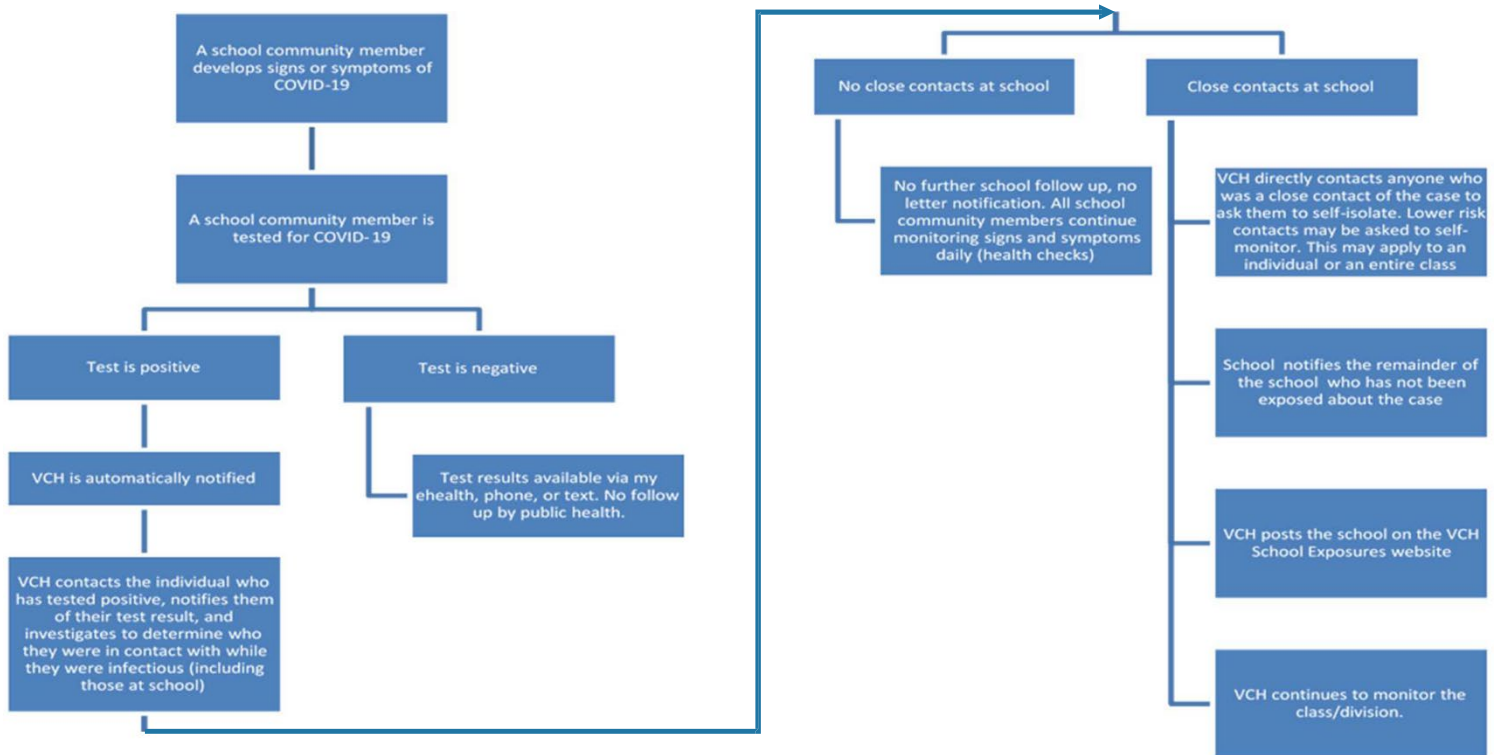 A school community member
develops signs or symptoms of
COVID-19
A school community member is
tested for COVID-19
Test is positive
Test is negative
VCH is automatically notified
Test results available via my
ehealth, phone, or text. No follow
up by public health.
VCH contacts the individual who
has tested positive, notifies them
of their test result, and
investigates to determine who
they were in contact with while
they were infectious (including
those at school)
No close contacts at school
Close contacts at school
No further school follow up, no
letter notification. All school
community members continue
monitoring signs and symptoms
daily (health checks)
VCH directly contacts anyone who
was a close contact of the case to
ask them to self-isolate. Lower risk
contacts may be asked to self-
monitor. This may apply to an
individual or an entire class
School notifies the remainder of
the school who has not been
exposed about the case
VCH posts the school on the VCH
School Exposures website
VCH continues to monitor the
class/division.